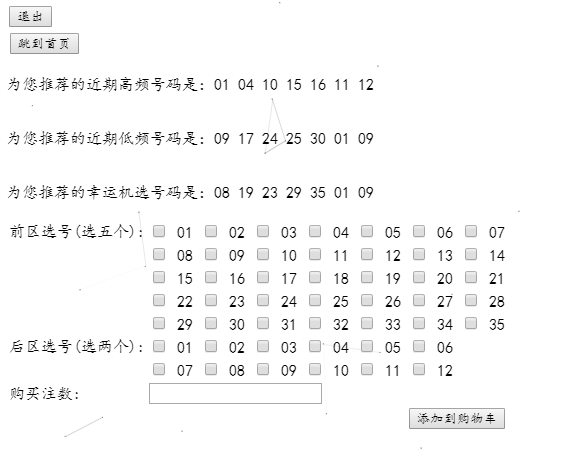 退出
跳到首页
为您推荐的近期高频号码是：01 04 10 15 16 11 12
为您推荐的近期低频号码是：09 17 24 25 30 01 09
为您推荐的幸运机选号码是：08 19 23 29 35 01 09
前区选号(选五个)： 01 02 03 04 05 06 07
08 09 10 11 12 13 14
15 16 17 18 19 20 21
22 23 24 25 26 27 28
29 30 31 32 33 34 35
后区选号(选两个)： 01 02 03 04 05 06
07 08 09 10 11 12
购买注数：
添加到购物车